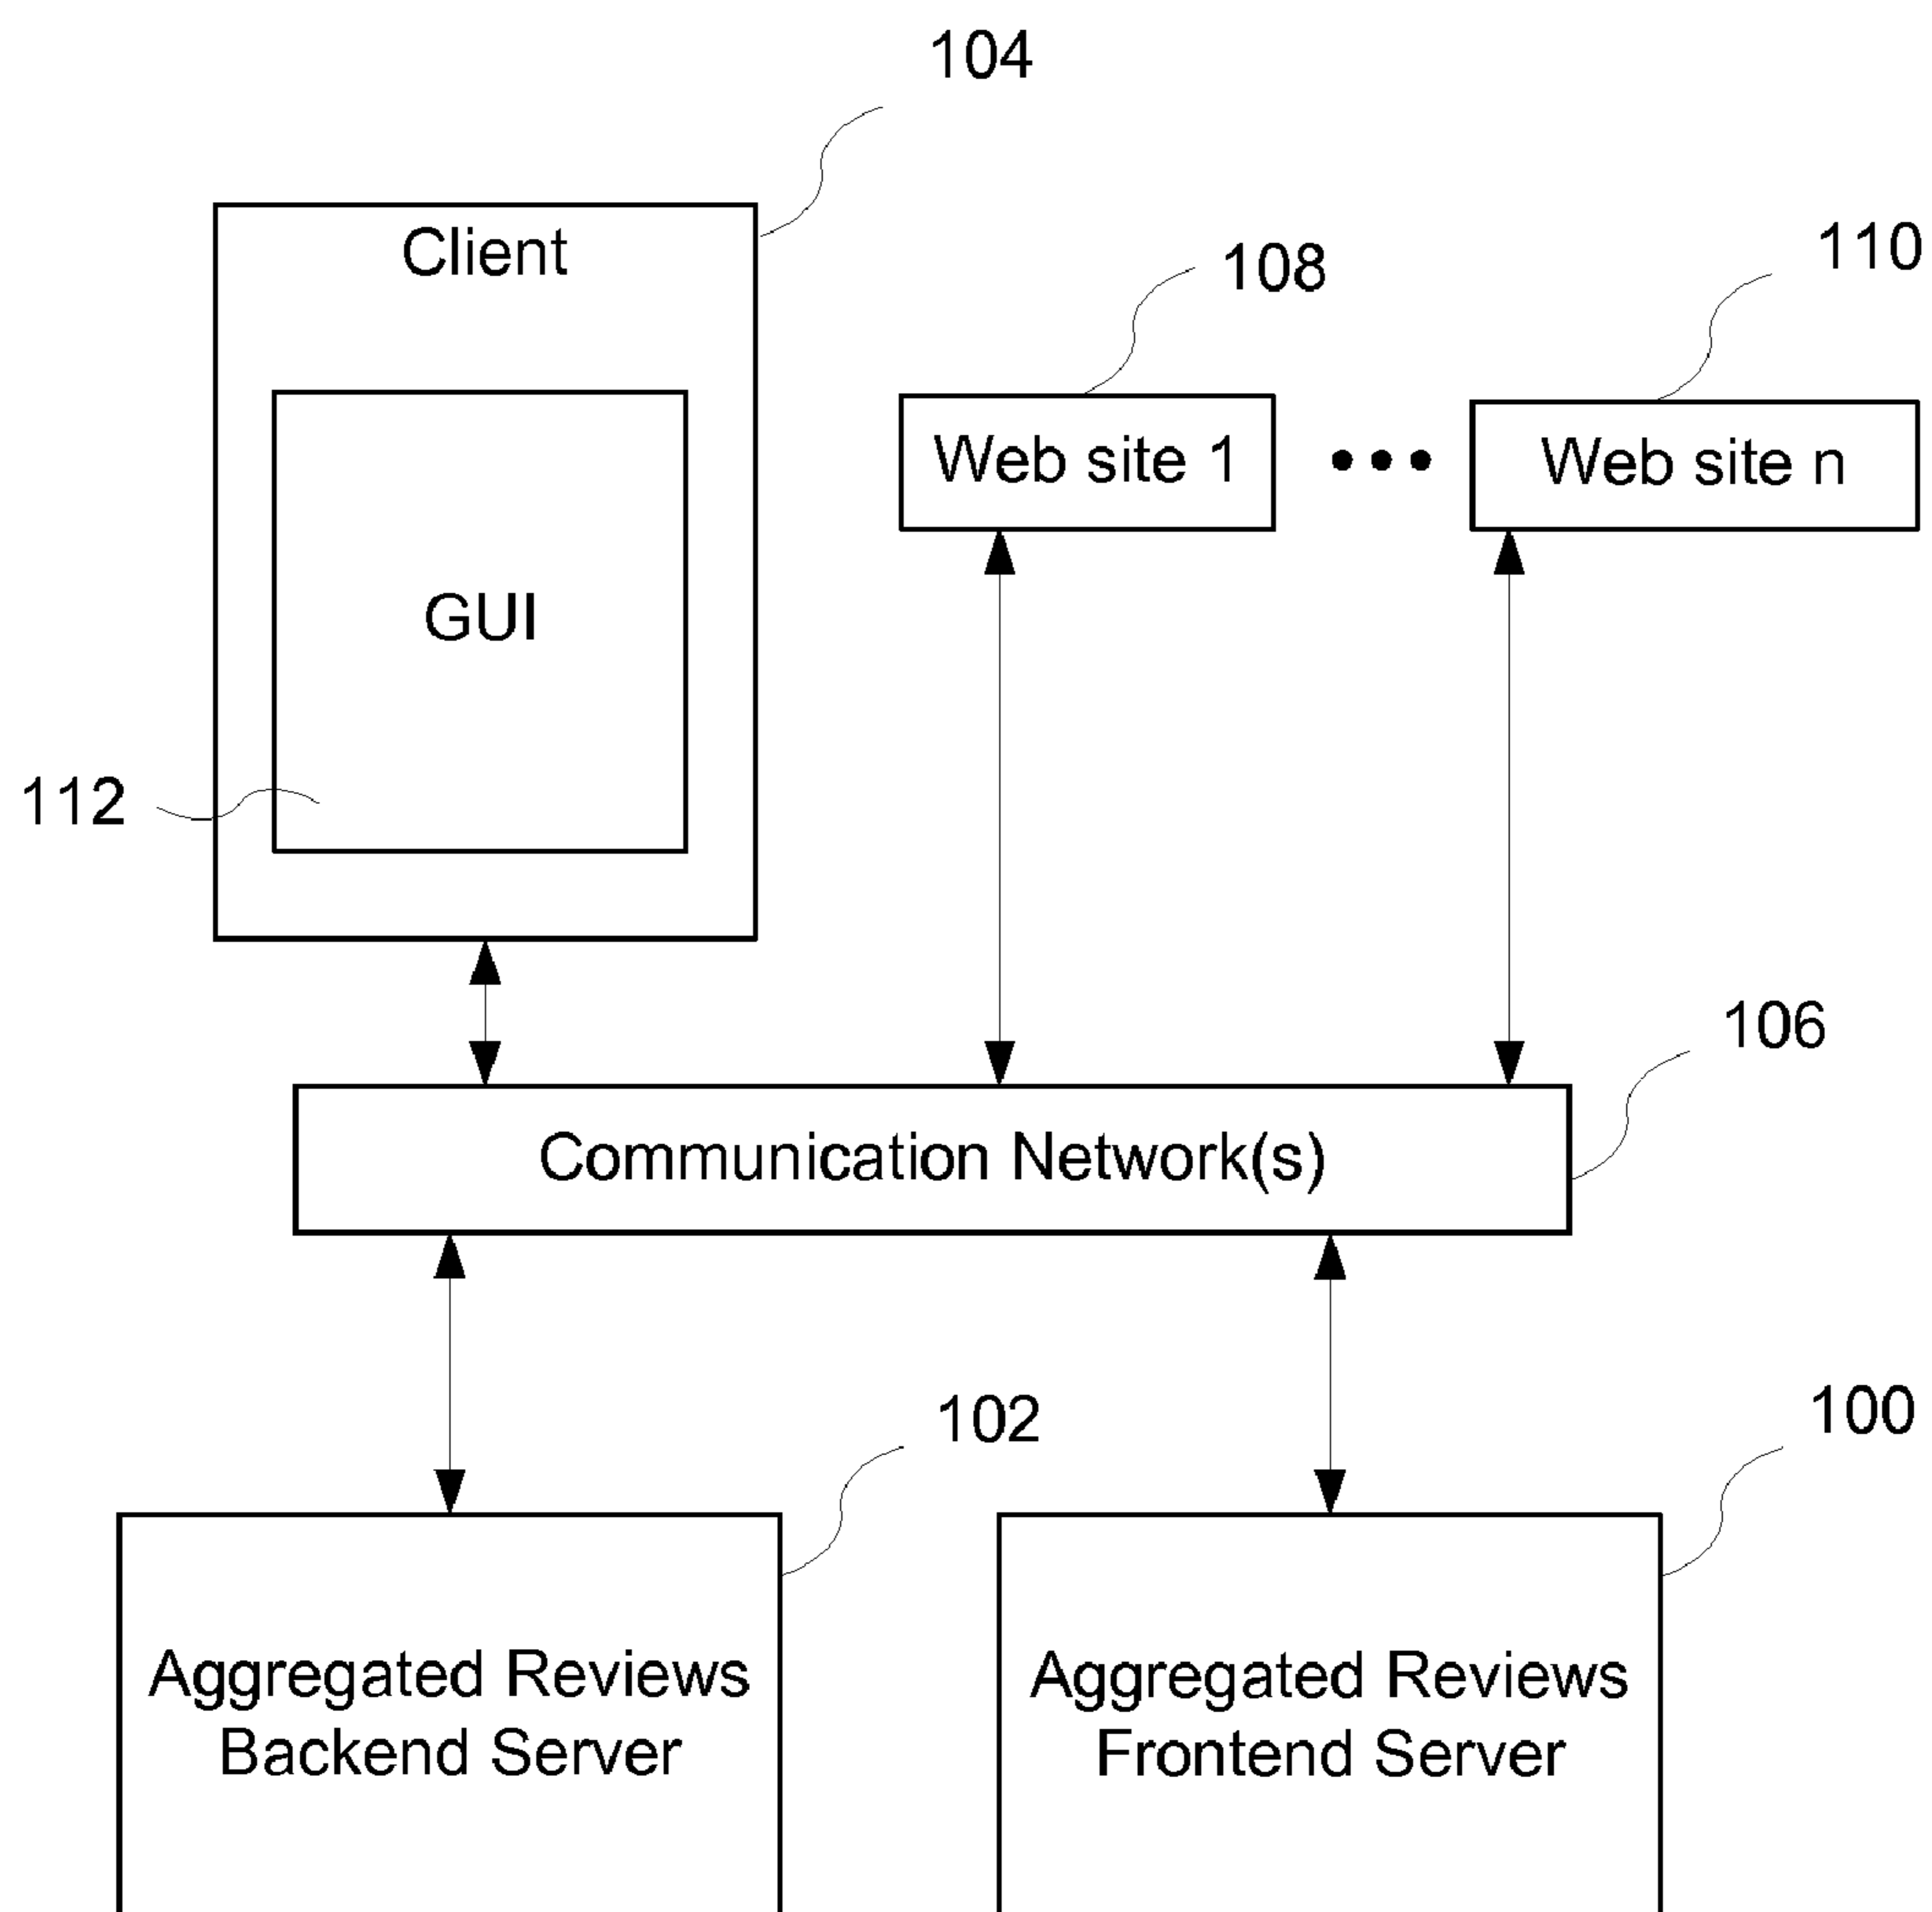 104
Client
108
110
Web site 1
Web site n
GUI
112
106
Communication Network(s)
102
100
Aggregated Reviews
Backend Server
Aggregated Reviews
Frontend Server